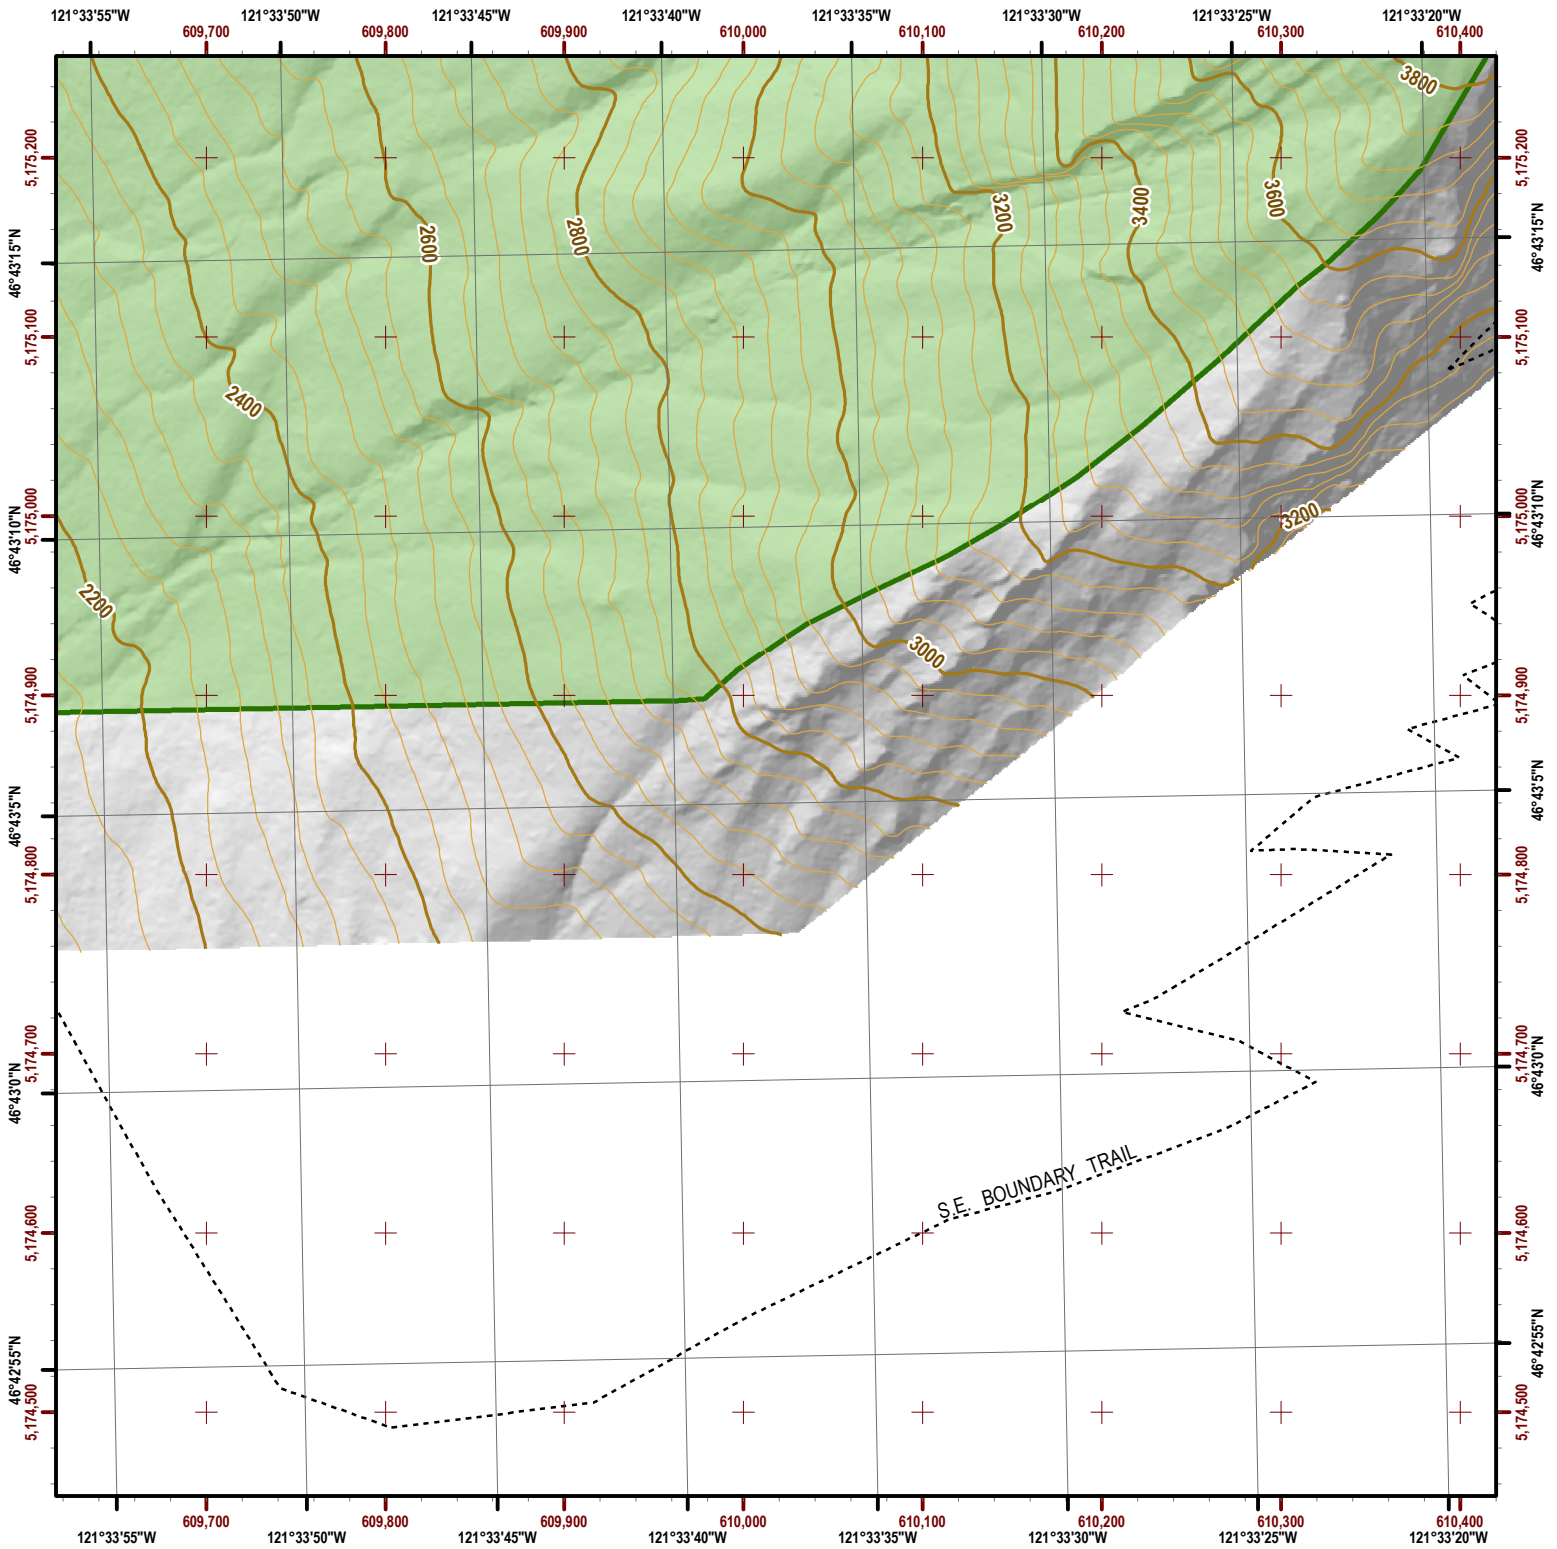 121°33'55"W 121°33'50"W 121°33'45"W 121°33'40"W 121°33'35"W 121°33'30"W 121°33'25"W 121°33'20"W
609,700 609,800 609,900 610,000 610,100 610,200 610,300 610,400
3800
5,175,200 5,175,200
3200 3400 3600
2600 2800
46°43'15"N 46°43'15"N
5,175,100 5,175,100
2400
5,175,000 5,175,000
3200
46°43'10"N 46°43'10"N
2200
3000
5,174,900 5,174,900
46°43'5"N 46°43'5"N
5,174,800 5,174,800
5,174,700 5,174,700
46°43'0"N 46°43'0"N
S.E. BOUNDARY TRAIL
5,174,600 5,174,600
46°42'55"N 46°42'55"N
5,174,500 5,174,500
609,700 609,800 609,900 610,000 610,100 610,200 610,300 610,400
121°33'55"W 121°33'50"W 121°33'45"W 121°33'40"W 121°33'35"W 121°33'30"W 121°33'25"W 121°33'20"W